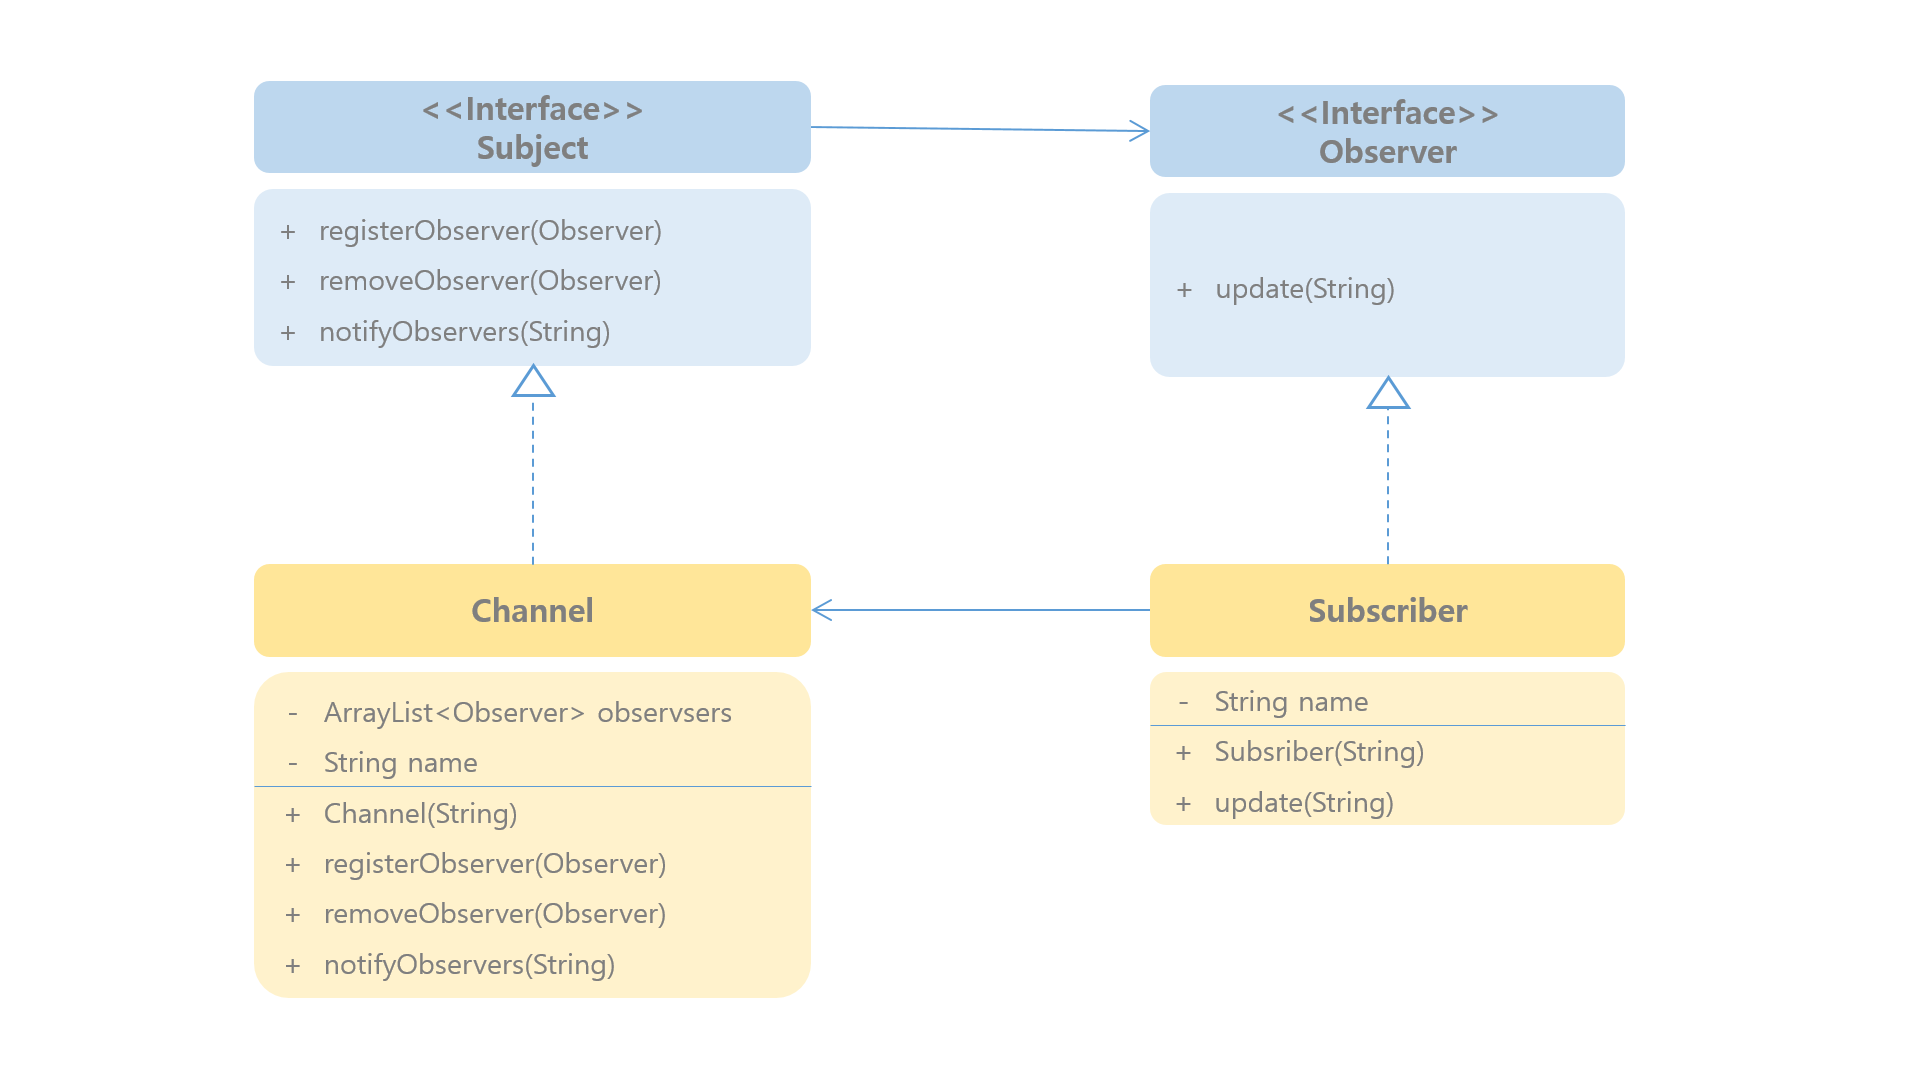 <<Interface>>
Subject
+ registerObserver(Observer)
+ removeObserver(Observer)
+ notifyObservers(String)
<<Interface>>
Observer
+ update(String)
Channel
- ArrayList<Observer> observsers
- String name
+ Channel(String)
+ registerObserver(Observer)
+ removeObserver(Observer)
+ notifyObservers(String)
Subscriber
- String name
+ Subsriber(String)
+ update(String)